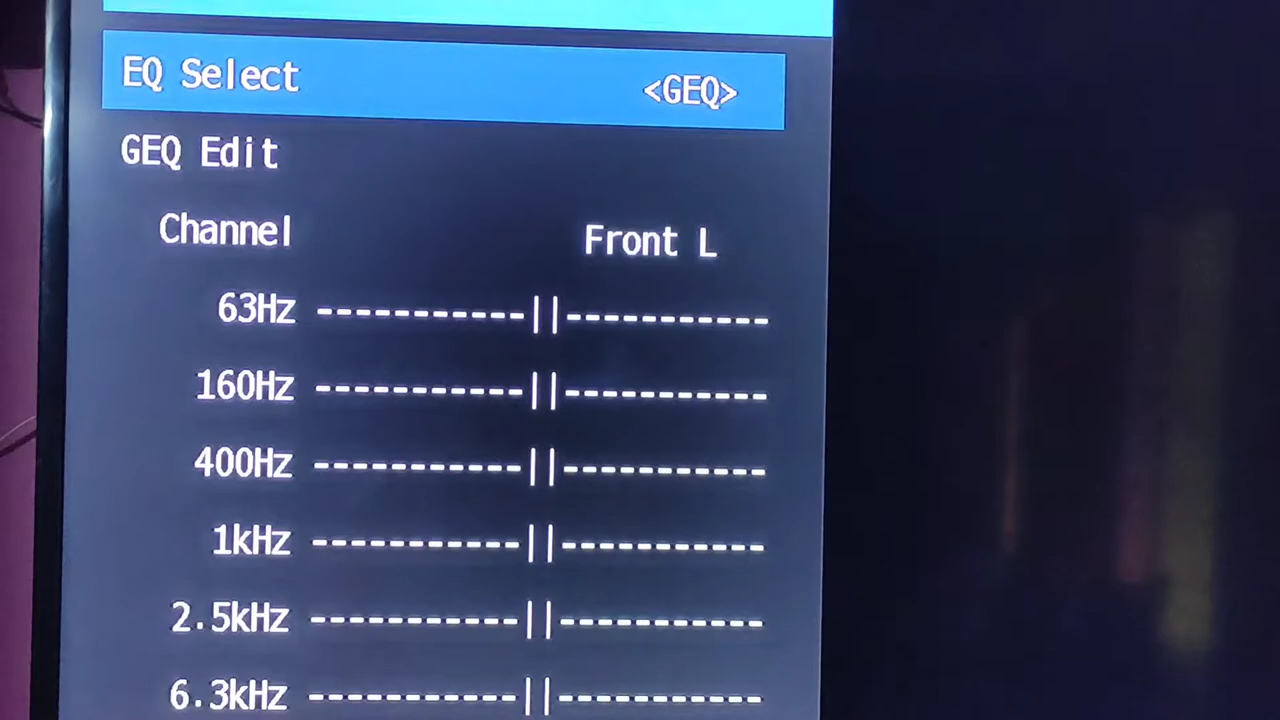 EQ Select <GEQ>
GEQ Edit
Channel Front L
63Hz -----------||-----------
160Hz -----------||-----------
400Hz -----------||-----------
1kHz -----------||-----------
2.5kHz -----------||-----------
6.3kHz -----------||-----------